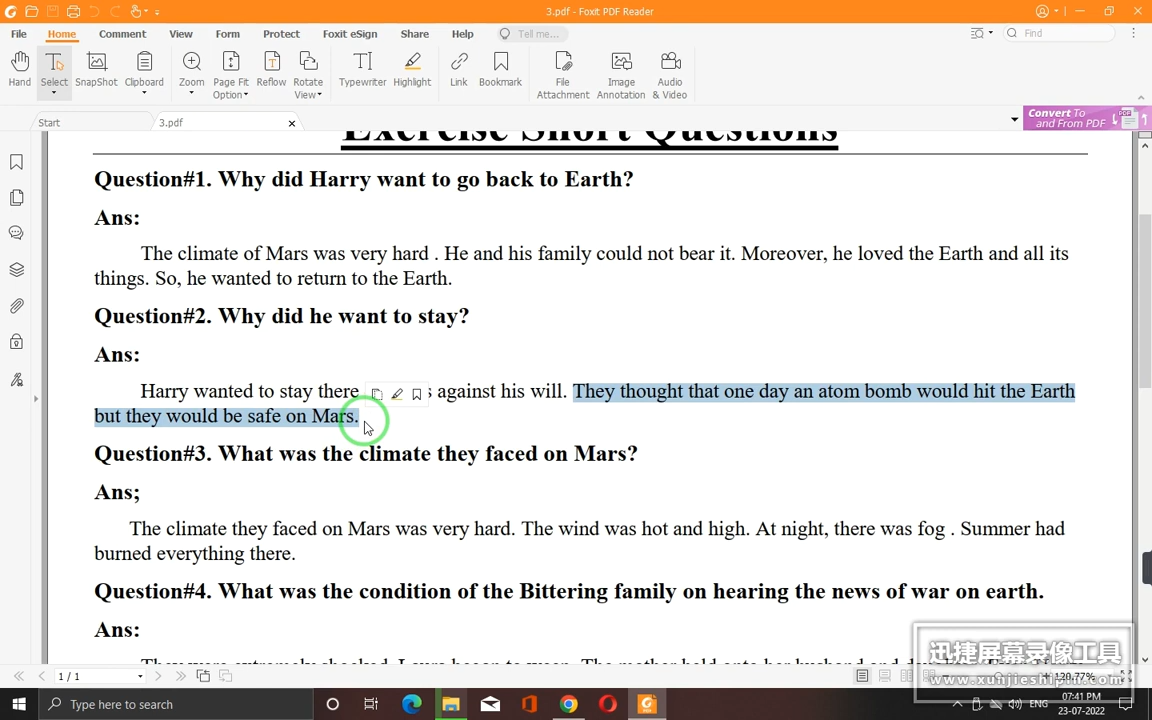 3.pdf - Foxit PDF Reader
File Home Comment View Form Protect Foxit eSign Share Help Tell me... Find
Hand Select SnapShot Clipboard Zoom Page Fit Option Reflow Rotate View Typewriter Highlight Link Bookmark File Attachment Image Annotation Audio & Video
Start 3.pdf Convert To and From PDF
Exercise Short Questions
Question#1. Why did Harry want to go back to Earth?
Ans:
The climate of Mars was very hard . He and his family could not bear it. Moreover, he loved the Earth and all its
things. So, he wanted to return to the Earth.
Question#2. Why did he want to stay?
Ans:
Harry wanted to stay there s against his will. They thought that one day an atom bomb would hit the Earth
but they would be safe on Mars.
Question#3. What was the climate they faced on Mars?
Ans;
The climate they faced on Mars was very hard. The wind was hot and high. At night, there was fog . Summer had
burned everything there.
Question#4. What was the condition of the Bittering family on hearing the news of war on earth.
Ans:
迅捷屏幕录像工具
www.xunjieshipin.com
1 / 1 120.77%
Type here to search
ENG
07:41 PM
23-07-2022